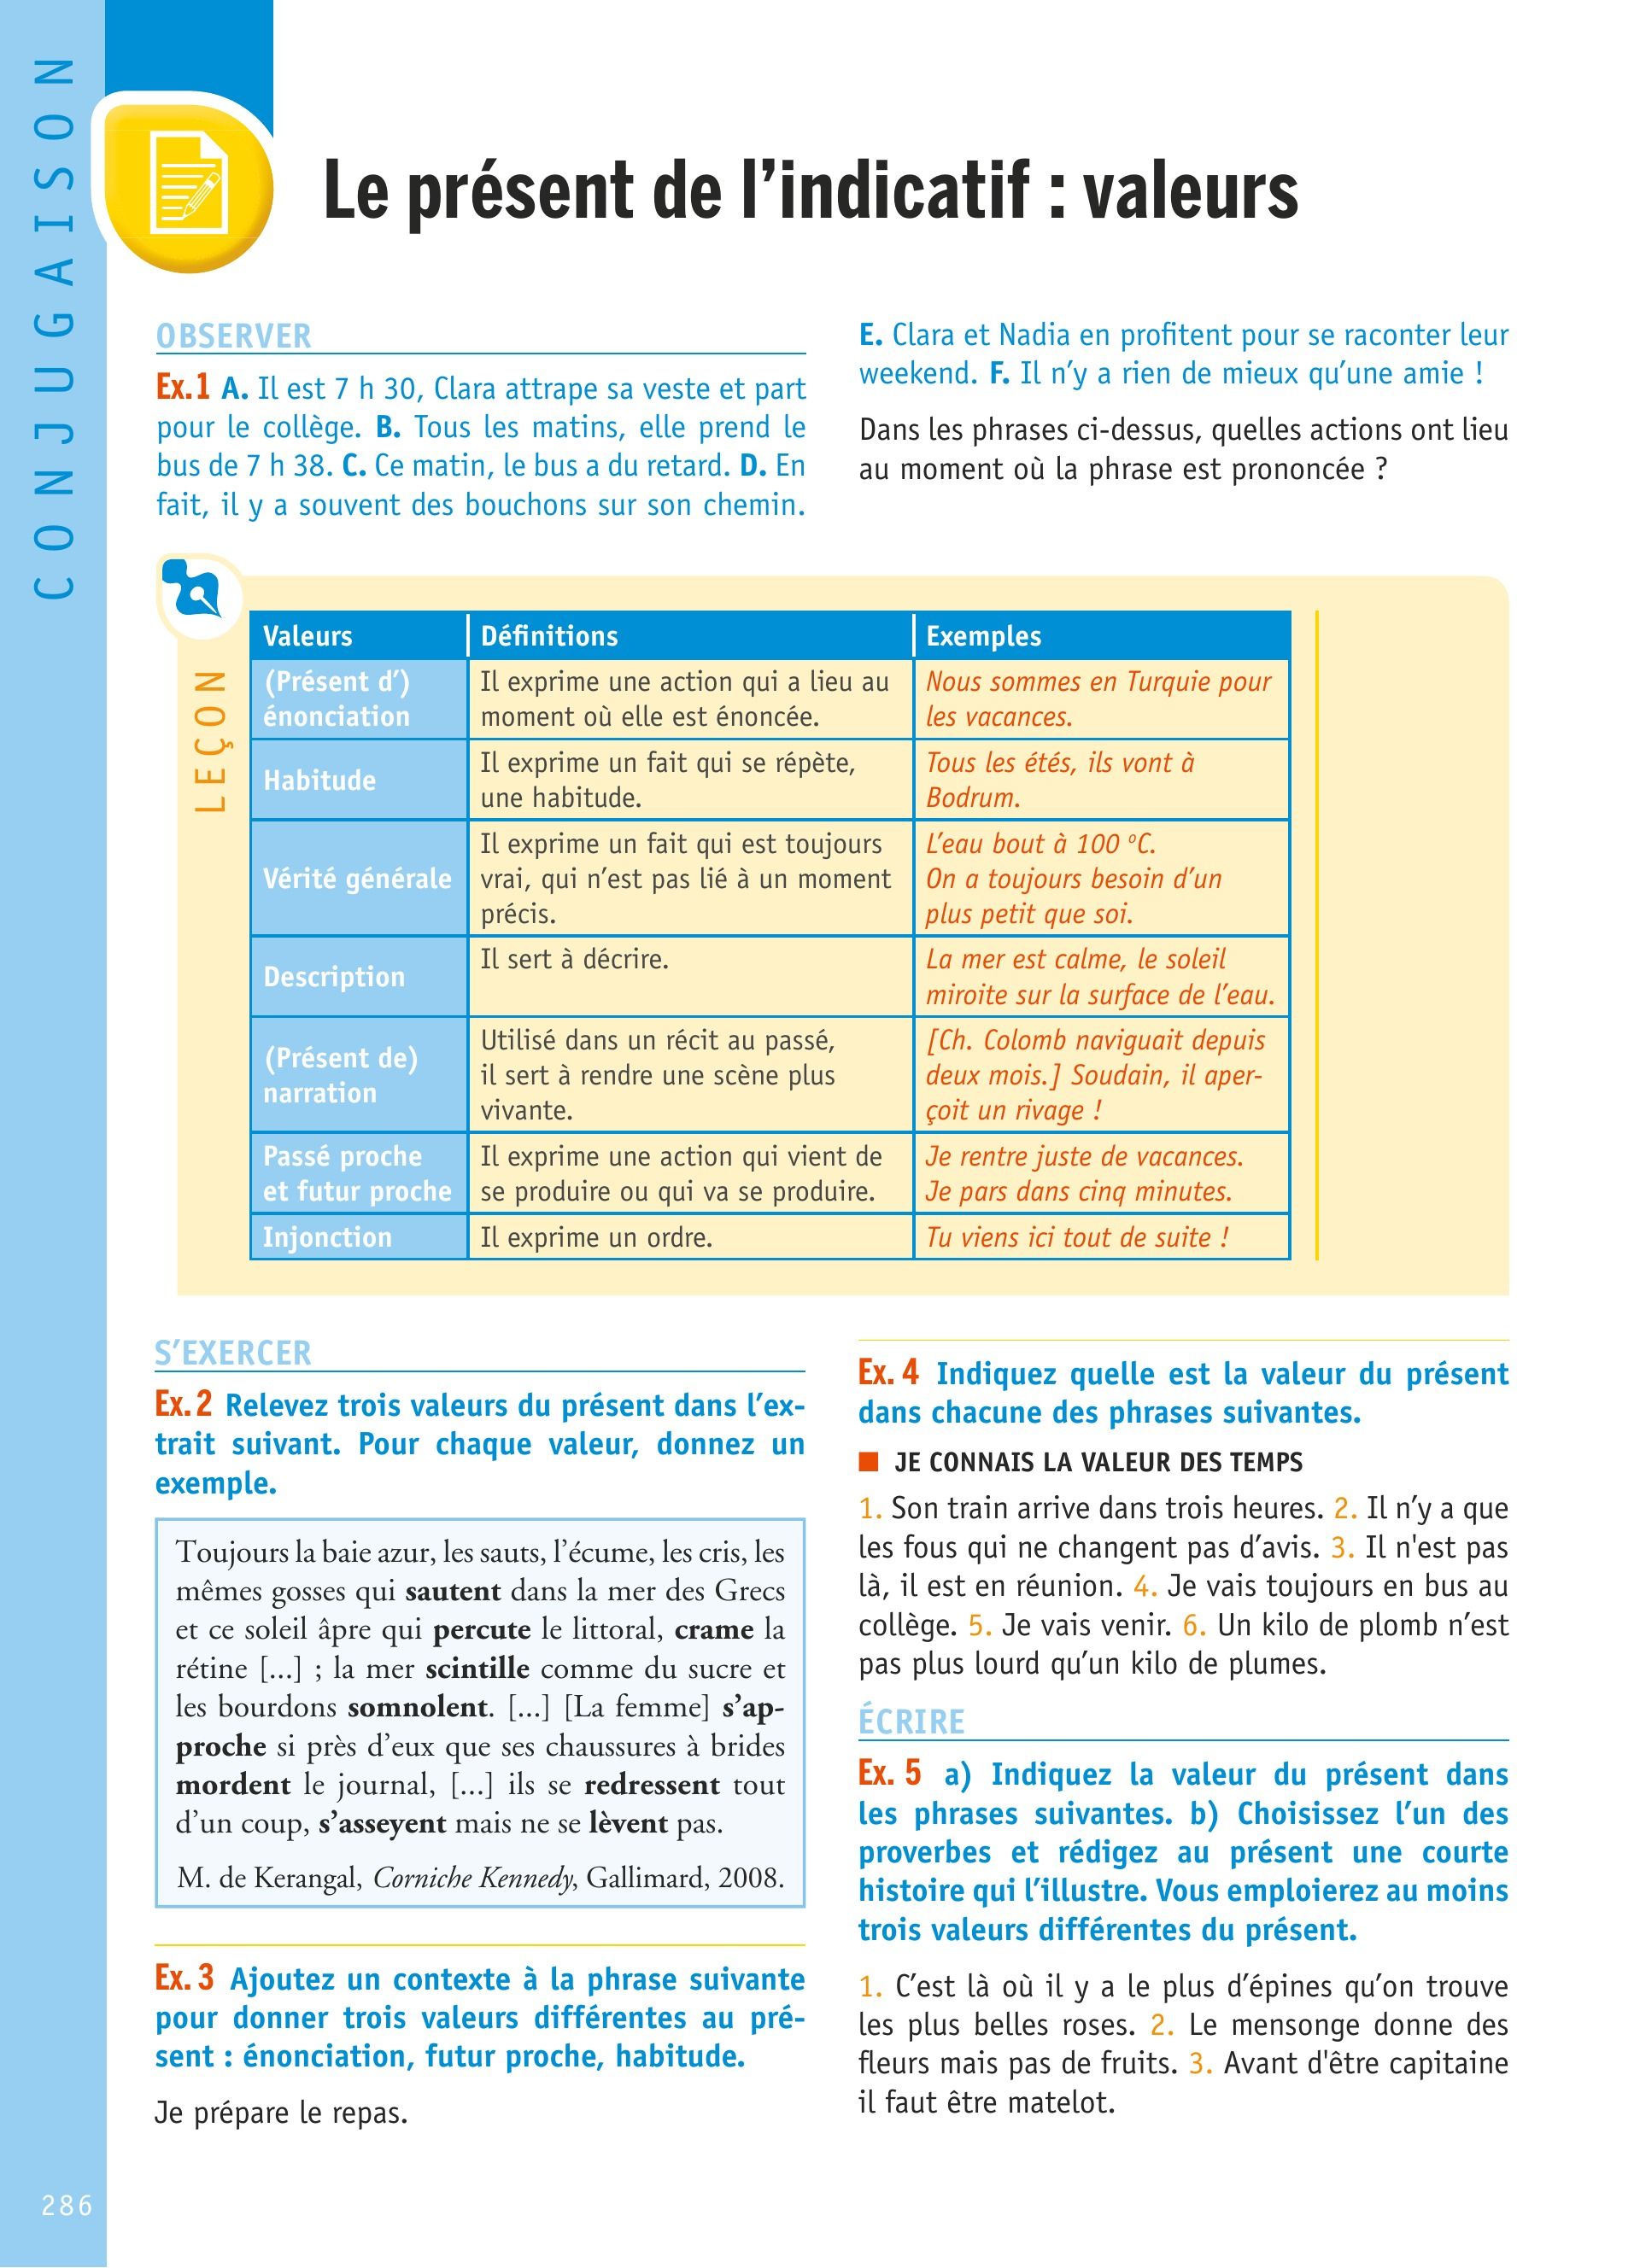 CONJUGAISON
Le présent de l’indicatif : valeurs
OBSERVER
Ex.1 A. Il est 7 h 30, Clara attrape sa veste et part
pour le collège. B. Tous les matins, elle prend le
bus de 7 h 38. C. Ce matin, le bus a du retard. D. En
fait, il y a souvent des bouchons sur son chemin.
E. Clara et Nadia en profitent pour se raconter leur
weekend. F. Il n’y a rien de mieux qu’une amie !
Dans les phrases ci-dessus, quelles actions ont lieu
au moment où la phrase est prononcée ?
LEÇON
Valeurs
Définitions
Exemples
(Présent d’)
énonciation
Il exprime une action qui a lieu au
moment où elle est énoncée.
Nous sommes en Turquie pour
les vacances.
Habitude
Il exprime un fait qui se répète,
une habitude.
Tous les étés, ils vont à
Bodrum.
Vérité générale
Il exprime un fait qui est toujours
vrai, qui n’est pas lié à un moment
précis.
L’eau bout à 100 °C.
On a toujours besoin d’un
plus petit que soi.
Description
Il sert à décrire.
La mer est calme, le soleil
miroite sur la surface de l’eau.
(Présent de)
narration
Utilisé dans un récit au passé,
il sert à rendre une scène plus
vivante.
[Ch. Colomb naviguait depuis
deux mois.] Soudain, il aper-
çoit un rivage !
Passé proche
et futur proche
Il exprime une action qui vient de
se produire ou qui va se produire.
Je rentre juste de vacances.
Je pars dans cinq minutes.
Injonction
Il exprime un ordre.
Tu viens ici tout de suite !
S’EXERCER
Ex. 2 Relevez trois valeurs du présent dans l’ex-
trait suivant. Pour chaque valeur, donnez un
exemple.
Toujours la baie azur, les sauts, l’écume, les cris, les
mêmes gosses qui sautent dans la mer des Grecs
et ce soleil âpre qui percute le littoral, crame la
rétine [...] ; la mer scintille comme du sucre et
les bourdons somnolent. [...] [La femme] s’ap-
proche si près d’eux que ses chaussures à brides
mordent le journal, [...] ils se redressent tout
d’un coup, s’asseyent mais ne se lèvent pas.
M. de Kerangal, Corniche Kennedy, Gallimard, 2008.
Ex. 3 Ajoutez un contexte à la phrase suivante
pour donner trois valeurs différentes au pré-
sent : énonciation, futur proche, habitude.
Je prépare le repas.
Ex. 4 Indiquez quelle est la valeur du présent
dans chacune des phrases suivantes.
JE CONNAIS LA VALEUR DES TEMPS
1. Son train arrive dans trois heures. 2. Il n’y a que
les fous qui ne changent pas d’avis. 3. Il n'est pas
là, il est en réunion. 4. Je vais toujours en bus au
collège. 5. Je vais venir. 6. Un kilo de plomb n’est
pas plus lourd qu’un kilo de plumes.
ÉCRIRE
Ex. 5 a) Indiquez la valeur du présent dans
les phrases suivantes. b) Choisissez l’un des
proverbes et rédigez au présent une courte
histoire qui l’illustre. Vous emploierez au moins
trois valeurs différentes du présent.
1. C’est là où il y a le plus d’épines qu’on trouve
les plus belles roses. 2. Le mensonge donne des
fleurs mais pas de fruits. 3. Avant d'être capitaine
il faut être matelot.
286